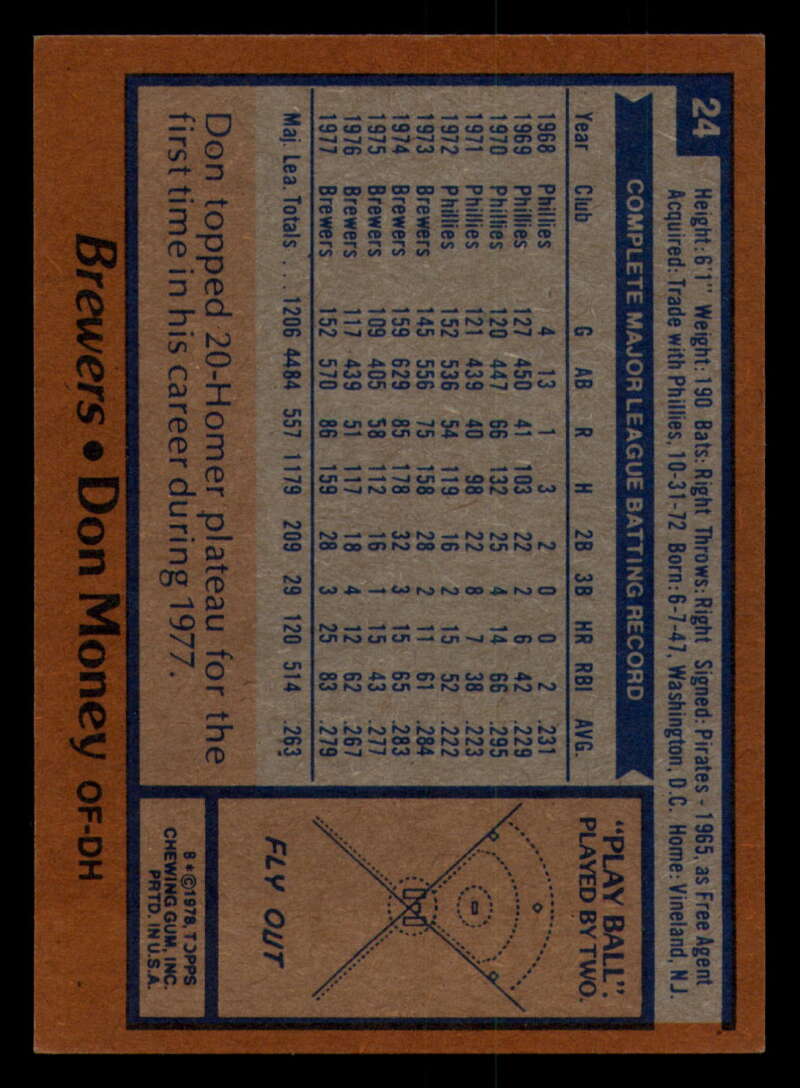 24
Height: 6'1" Weight: 190 Bats: Right Throws: Right Signed: Pirates - 1965, as Free Agent
Acquired: Trade with Phillies, 10-31-72 Born: 6-7-47, Washington, D.C. Home: Vineland, N.J.
COMPLETE MAJOR LEAGUE BATTING RECORD
Year Club G AB R H 2B 3B HR RBI AVG.
1968 Phillies 4 13 1 3 2 0 0 2 .231
1969 Phillies 127 450 41 103 22 2 6 42 .229
1970 Phillies 120 447 66 132 25 4 14 66 .295
1971 Phillies 121 439 40 98 22 8 7 38 .223
1972 Phillies 152 536 54 119 16 2 15 52 .222
1973 Brewers 145 556 75 158 28 2 11 61 .284
1974 Brewers 159 629 85 178 32 3 15 65 .283
1975 Brewers 109 405 58 112 16 1 15 43 .277
1976 Brewers 117 439 51 117 18 4 12 62 .267
1977 Brewers 152 570 86 159 28 3 25 83 .279
Maj. Lea. Totals . . . 1206 4484 557 1179 209 29 120 514 .263
Don topped 20-Homer plateau for the
first time in his career during 1977.
"PLAY BALL":
PLAYED BY TWO.
FLY OUT
B*©1978, TOPPS
CHEWING GUM, INC.
PRTD. IN U.S.A.
Brewers • Don Money OF-DH